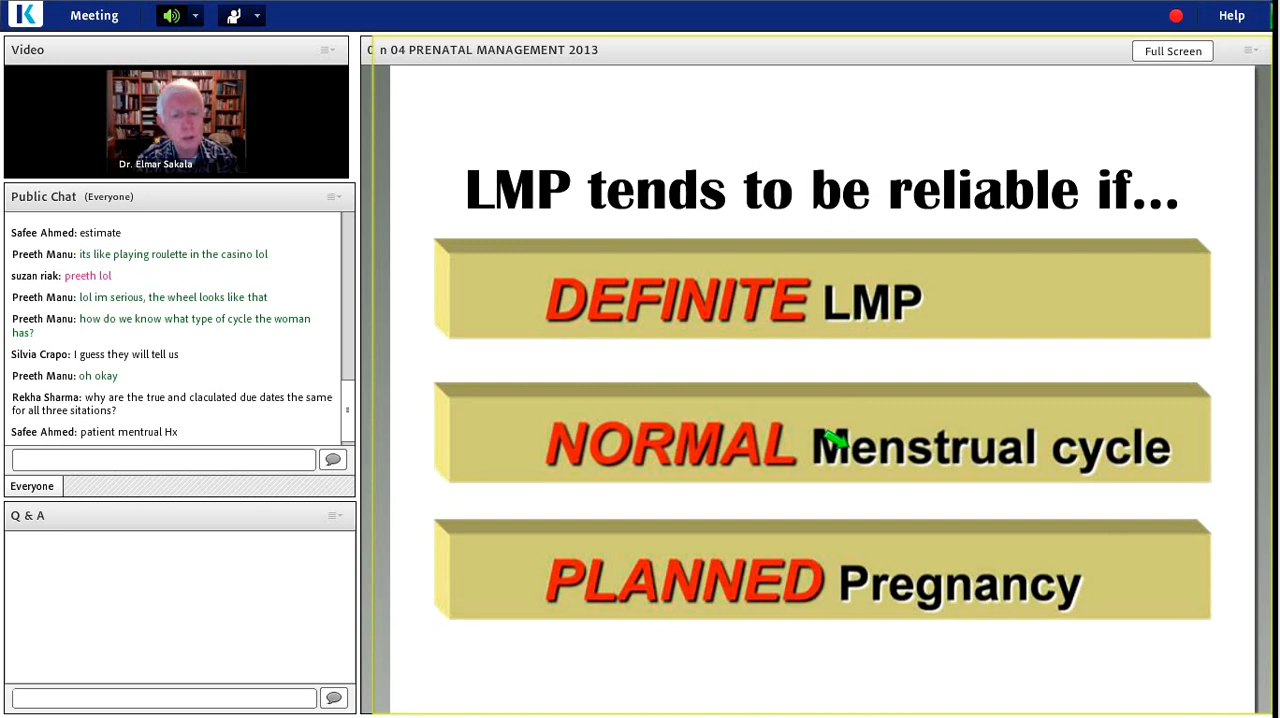 K Meeting Help
Video
Dr. Elmar Sakala
Public Chat (Everyone)
Safee Ahmed: estimate
Preeth Manu: its like playing roulette in the casino lol
suzan riak: preeth lol
Preeth Manu: lol im serious, the wheel looks like that
Preeth Manu: how do we know what type of cycle the woman
has?
Silvia Crapo: I guess they will tell us
Preeth Manu: oh okay
Rekha Sharma: why are the true and claculated due dates the same
for all three sitations?
Safee Ahmed: patient mentrual Hx
Everyone
Q & A
n 04 PRENATAL MANAGEMENT 2013
Full Screen
LMP tends to be reliable if...
DEFINITE LMP
NORMAL Menstrual cycle
PLANNED Pregnancy